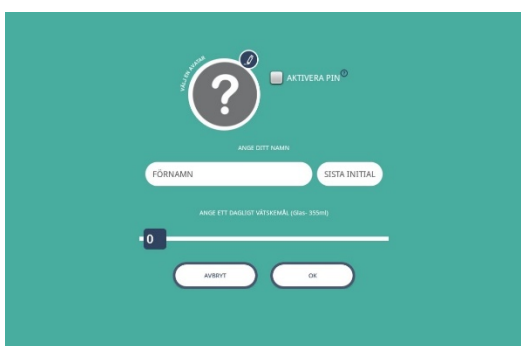 VÄLJ EN AVATAR
?
AKTIVERA PIN ?
ANGE DITT NAMN
FÖRNAMN
SISTA INITIAL
ANGE ETT DAGLIGT VÄTSKEMÅL (Glas- 355ml)
0
AVBRYT
OK